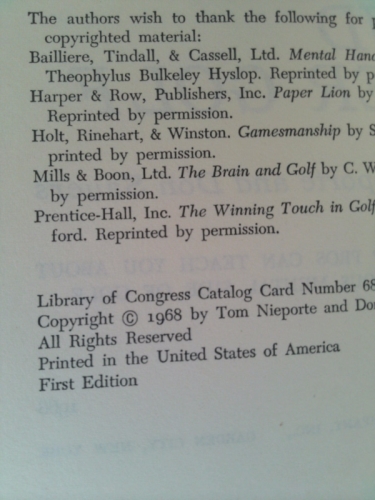 The authors wish to thank the following for
copyrighted material:
Bailliere, Tindall, & Cassell, Ltd. Mental
Theophylus Bulkeley Hyslop. Reprinted by
Harper & Row, Publishers, Inc. Paper Lion by
Reprinted by permission.
Holt, Rinehart, & Winston. Gamesmanship by S
printed by permission.
Mills & Boon, Ltd. The Brain and Golf by C. W
by permission.
Prentice-Hall, Inc. The Winning Touch in Golf
ford. Reprinted by permission.
Library of Congress Catalog Card Number 68
Copyright © 1968 by Tom Nieporte and Do
All Rights Reserved
Printed in the United States of America
First Edition